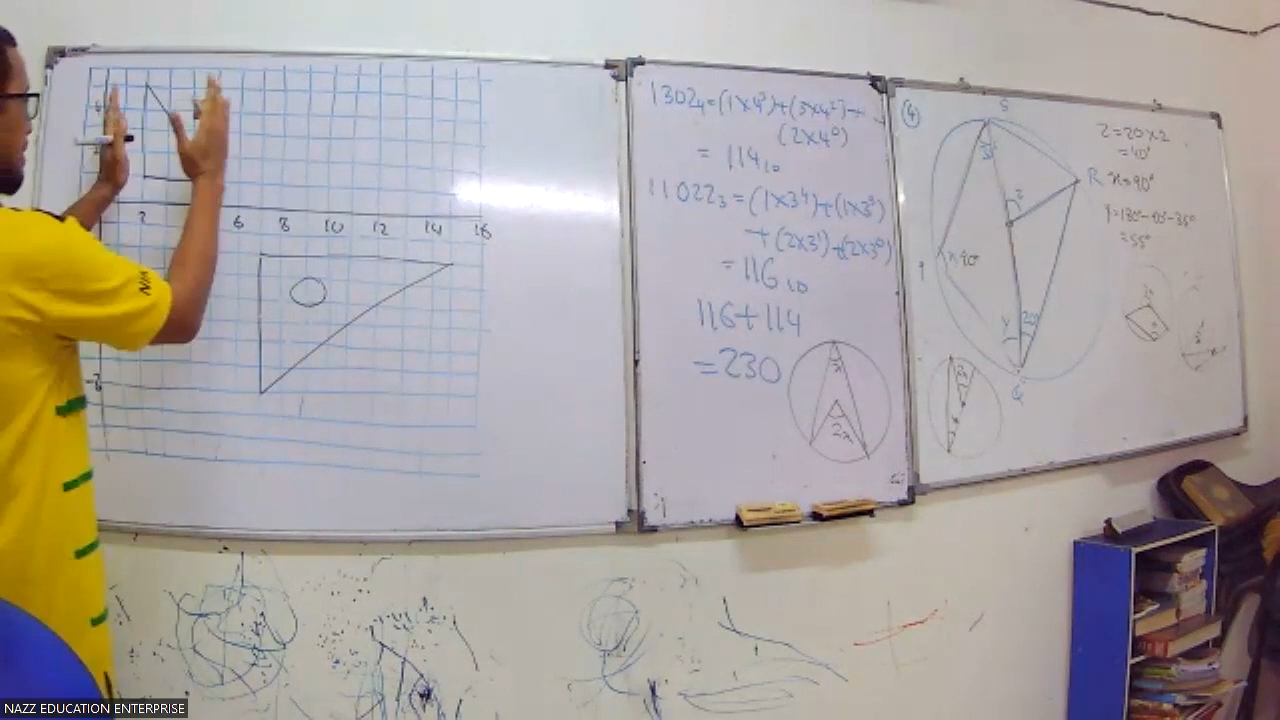 2 6 8 10 12 14 16
1302₄=(1×4³)+(3×4²)+
(2×4⁰)
= 114₁₀
11022₃=(1×3⁴)+(1×3³)
+(2×3¹)+(2×3⁰)
=116₁₀
116+114
=230
x
2x
4
S
35°
z
R
x 90°
y
20°
Q
z=20×2
=40°
x=90°
=55°
NAZZ EDUCATION ENTERPRISE